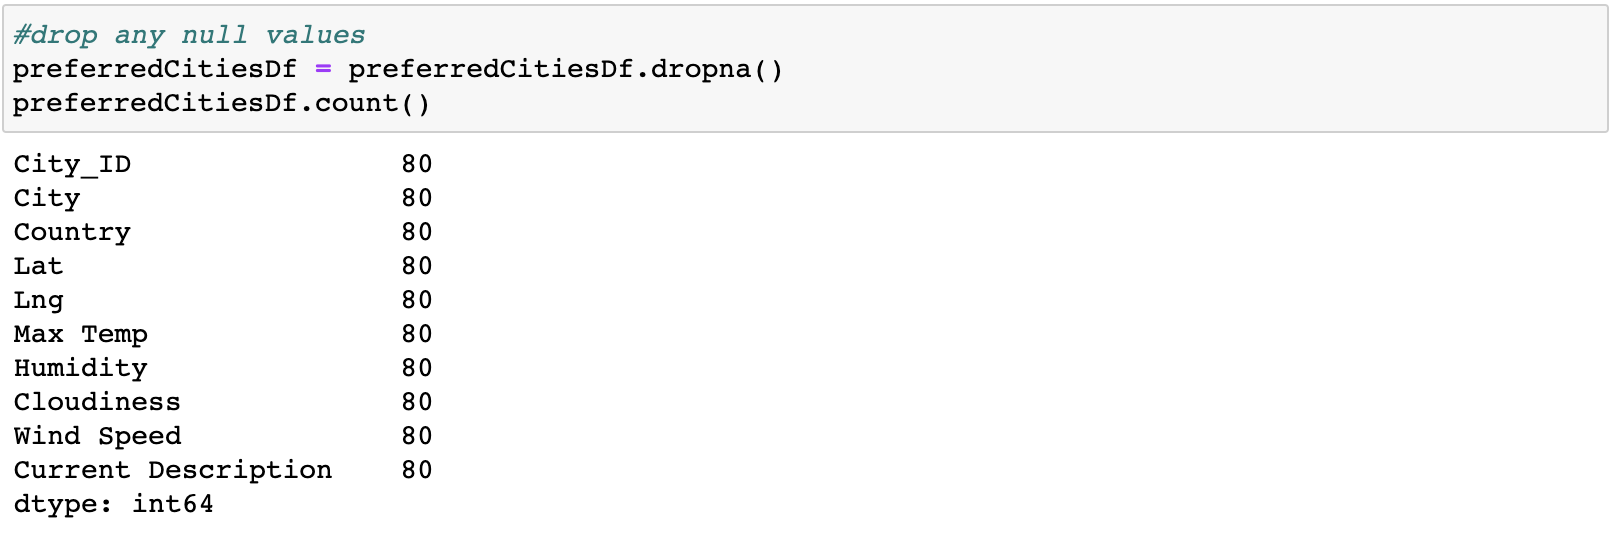 #drop any null values
preferredCitiesDf = preferredCitiesDf.dropna()
preferredCitiesDf.count()
City_ID 80
City 80
Country 80
Lat 80
Lng 80
Max Temp 80
Humidity 80
Cloudiness 80
Wind Speed 80
Current Description 80
dtype: int64